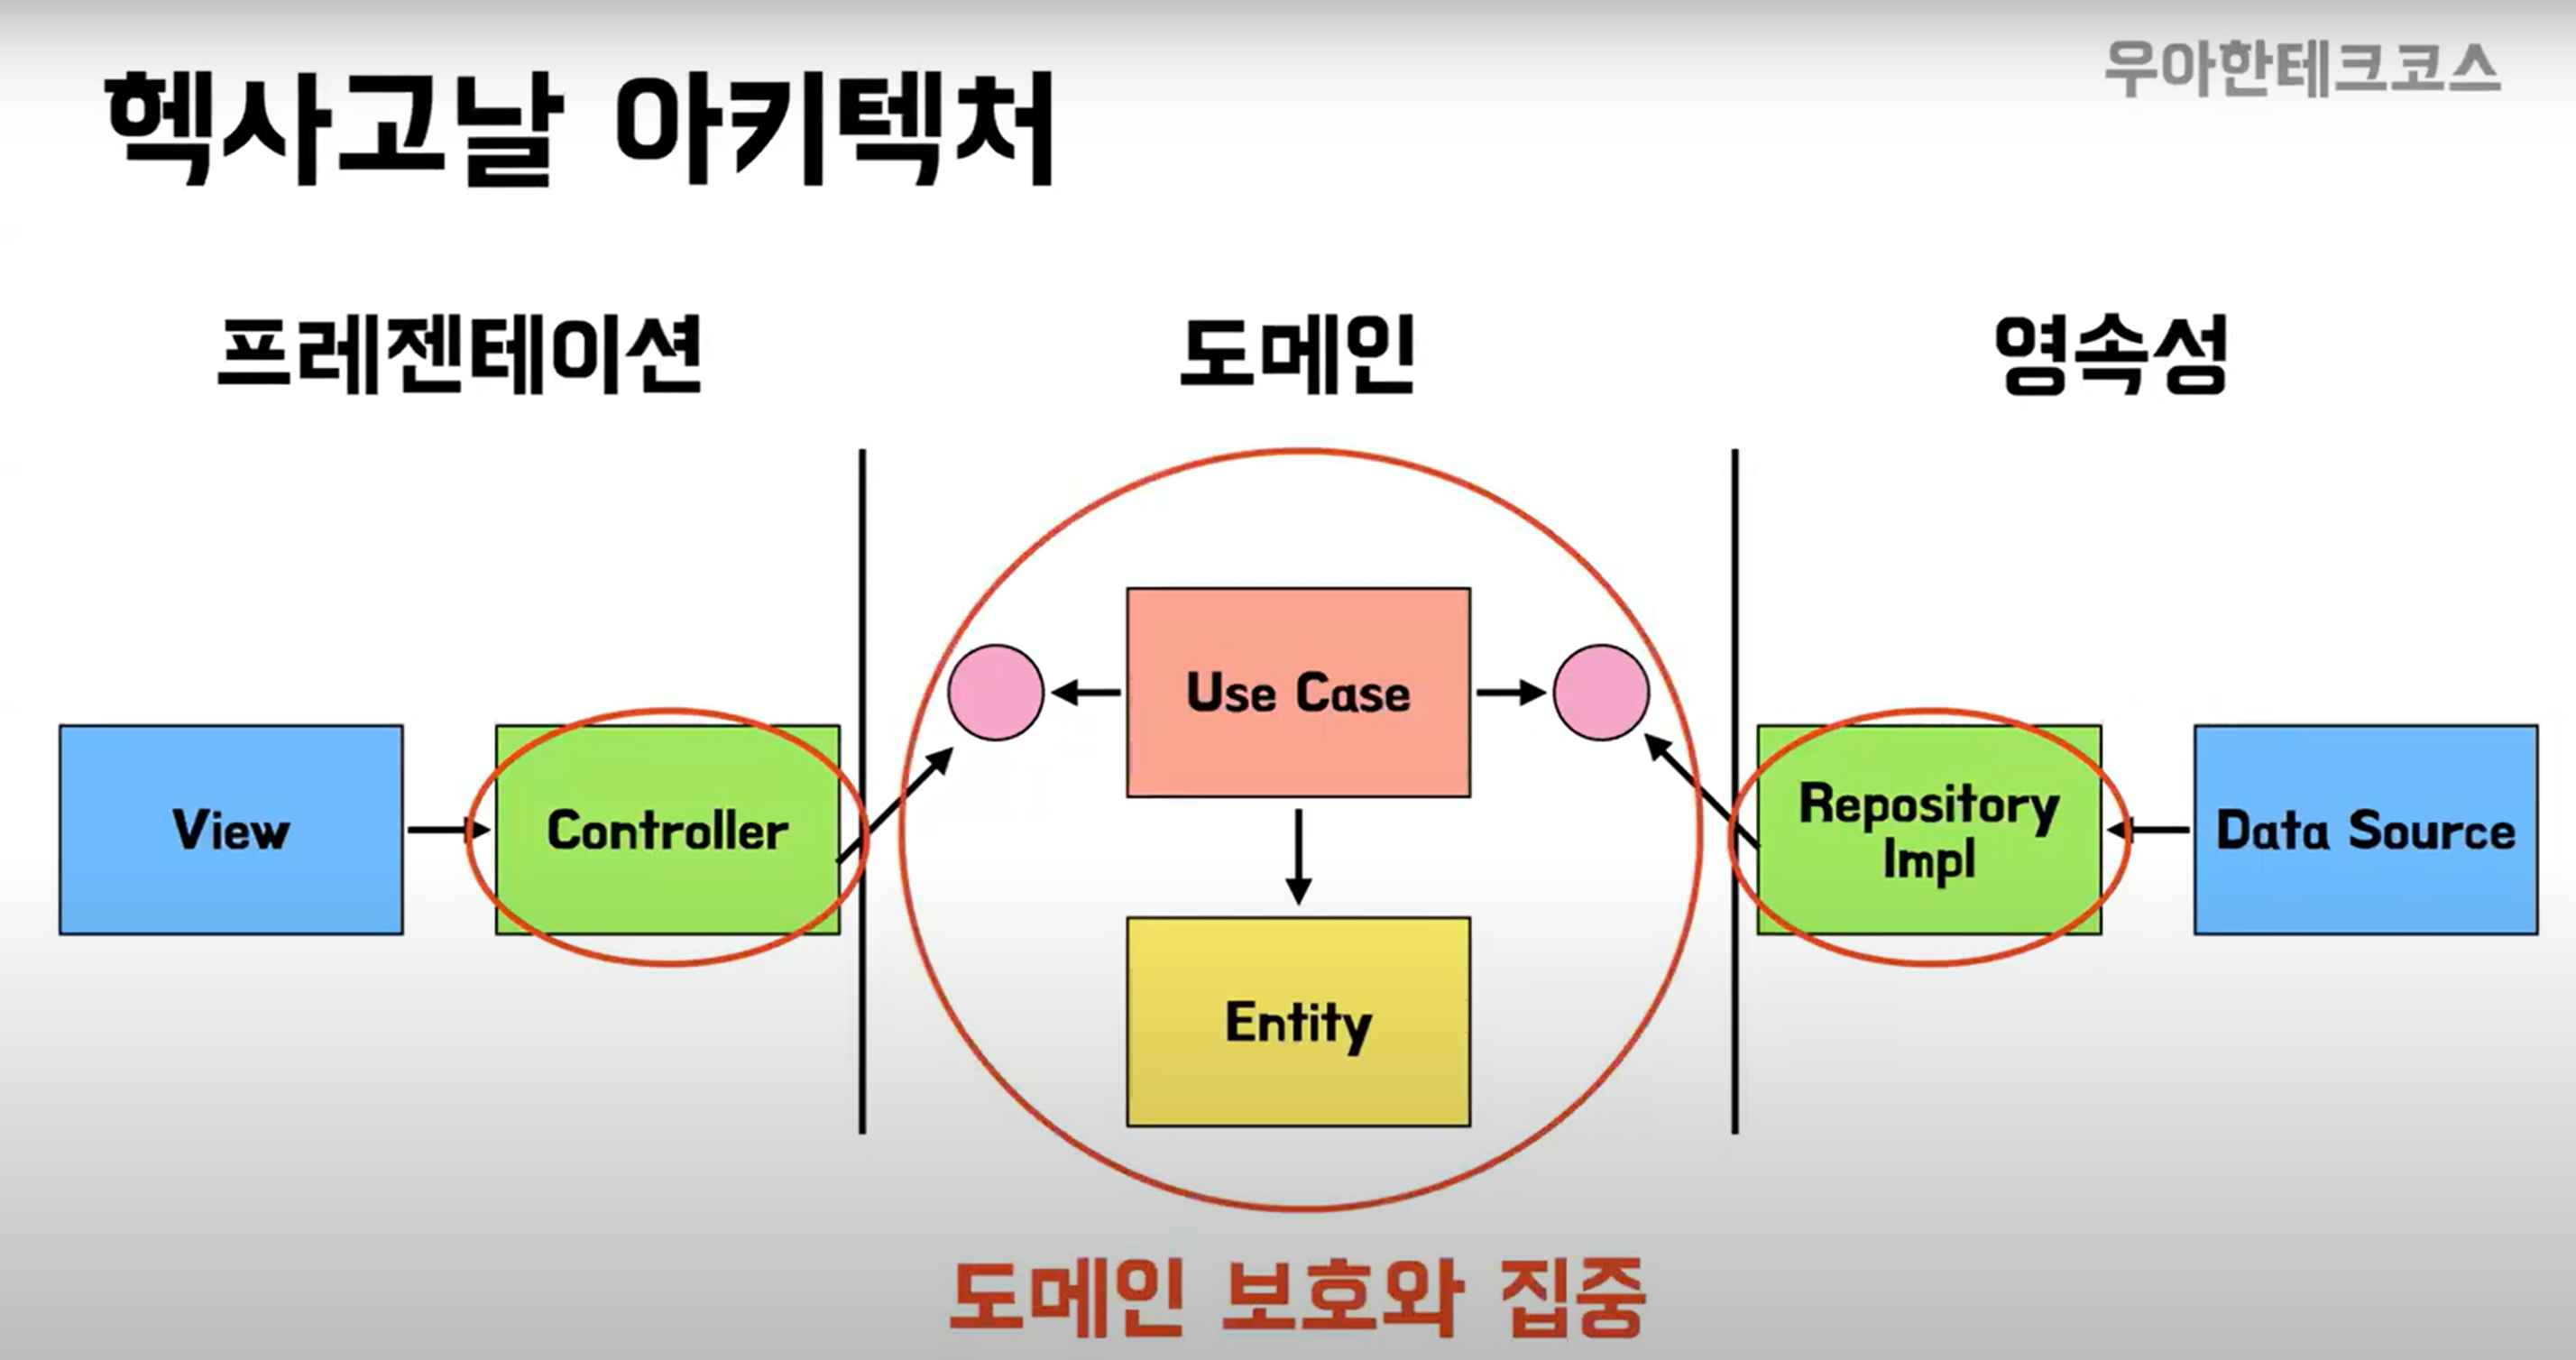 우아한테크코스
헥사고날 아키텍처
프레젠테이션
도메인
영속성
View
Controller
Use Case
Entity
Repository
Impl
Data Source
도메인 보호와 집중